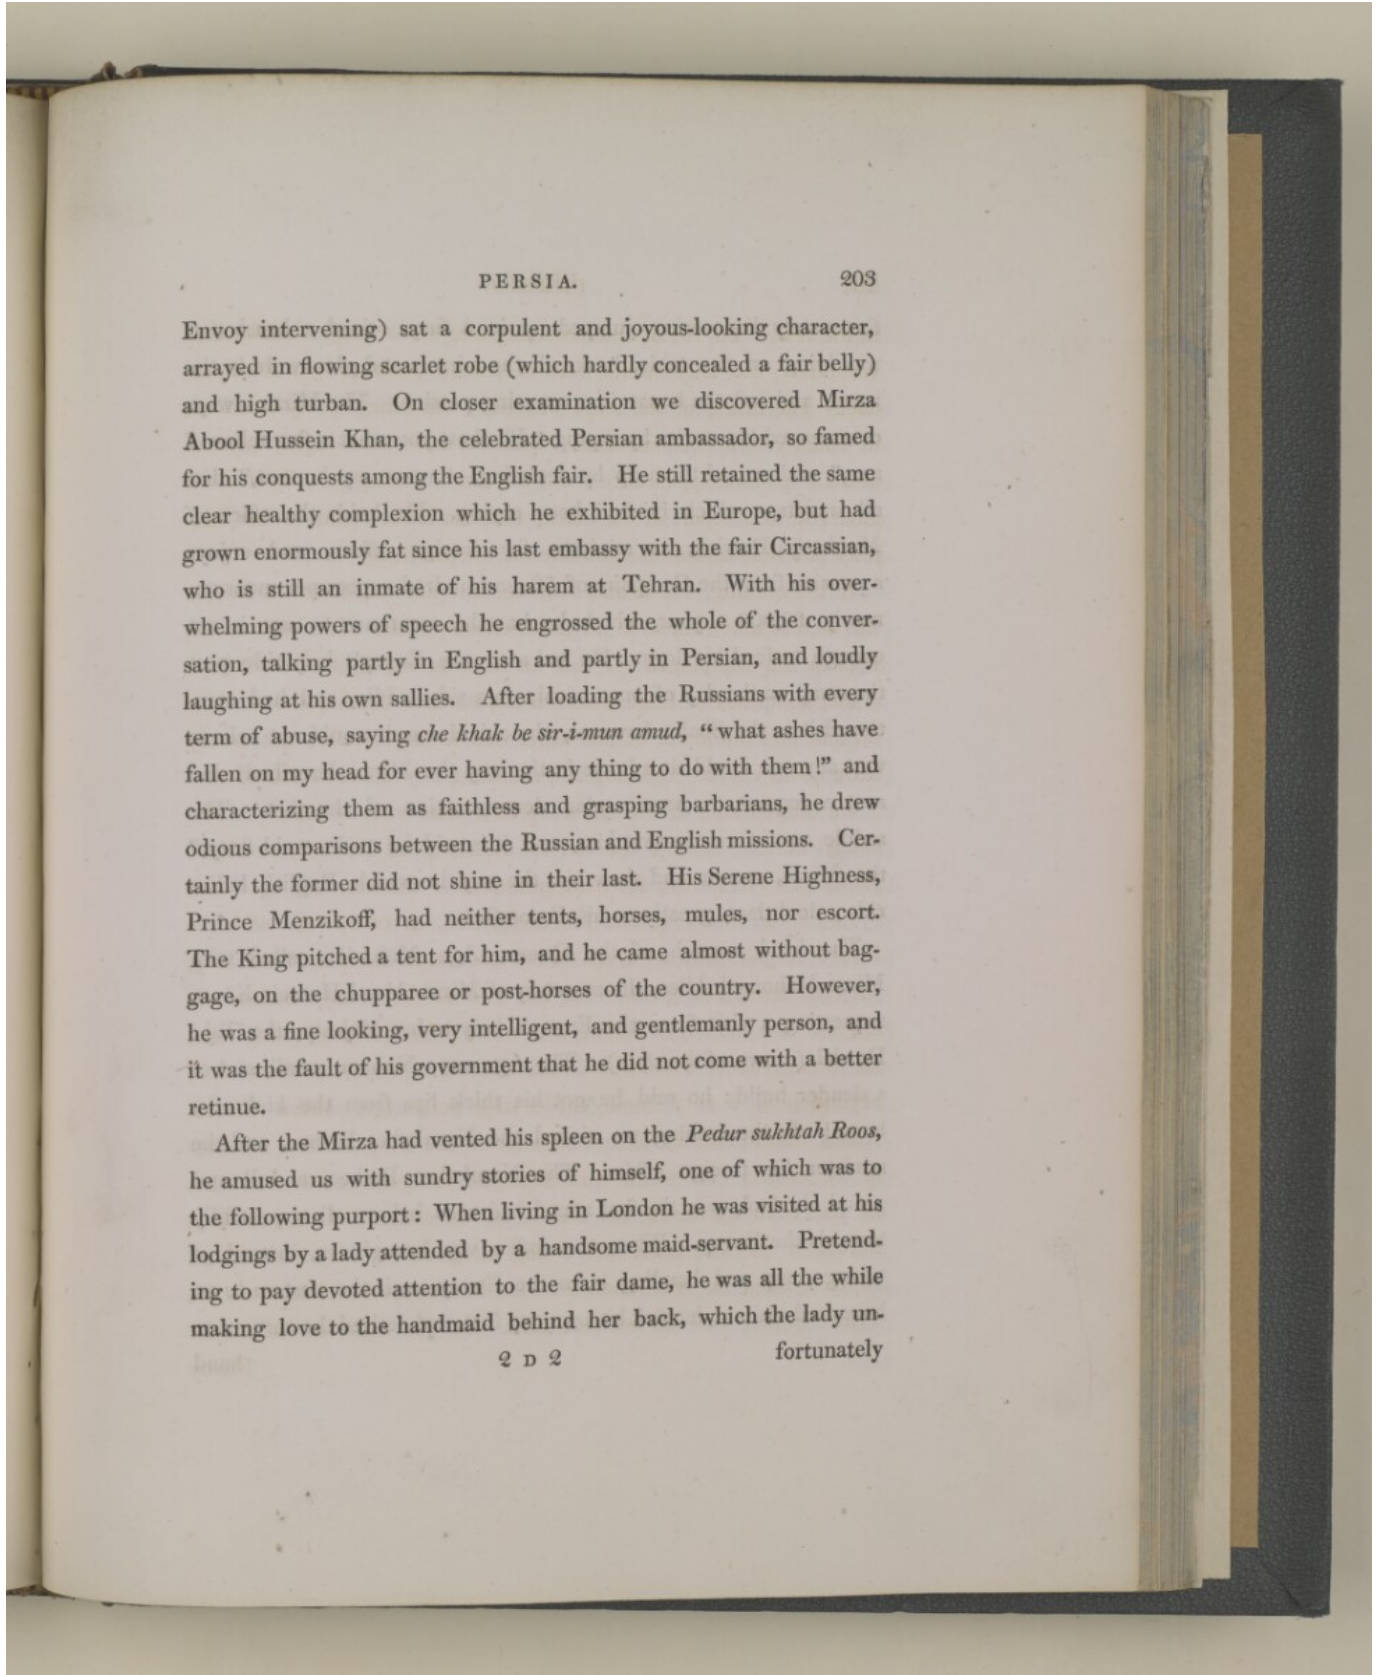 PERSIA. 203
Envoy intervening) sat a corpulent and joyous-looking character,
arrayed in flowing scarlet robe (which hardly concealed a fair belly)
and high turban. On closer examination we discovered Mirza
Abool Hussein Khan, the celebrated Persian ambassador, so famed
for his conquests among the English fair. He still retained the same
clear healthy complexion which he exhibited in Europe, but had
grown enormously fat since his last embassy with the fair Circassian,
who is still an inmate of his harem at Tehran. With his over-
whelming powers of speech he engrossed the whole of the conver-
sation, talking partly in English and partly in Persian, and loudly
laughing at his own sallies. After loading the Russians with every
term of abuse, saying che khak be sir-i-mun amud, “what ashes have
fallen on my head for ever having any thing to do with them!” and
characterizing them as faithless and grasping barbarians, he drew
odious comparisons between the Russian and English missions. Cer-
tainly the former did not shine in their last. His Serene Highness,
Prince Menzikoff, had neither tents, horses, mules, nor escort.
The King pitched a tent for him, and he came almost without bag-
gage, on the chupparee or post-horses of the country. However,
he was a fine looking, very intelligent, and gentlemanly person, and
it was the fault of his government that he did not come with a better
retinue.
After the Mirza had vented his spleen on the Pedur sukhtah Roos,
he amused us with sundry stories of himself, one of which was to
the following purport: When living in London he was visited at his
lodgings by a lady attended by a handsome maid-servant. Pretend-
ing to pay devoted attention to the fair dame, he was all the while
making love to the handmaid behind her back, which the lady un-
2 D 2 fortunately